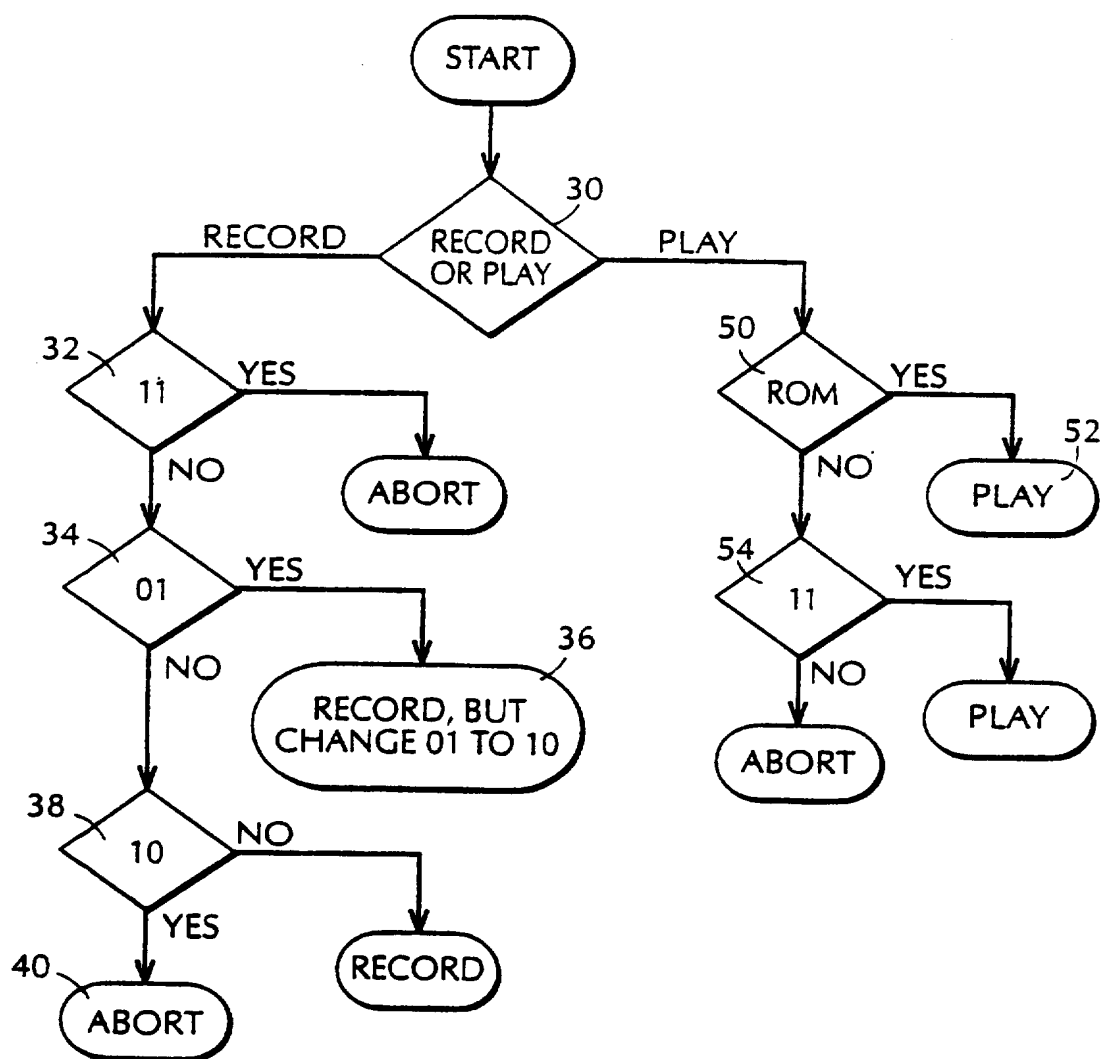 START
30
RECORD
OR PLAY
RECORD
PLAY
32
11
YES
NO
ABORT
34
01
YES
NO
36
RECORD, BUT
CHANGE 01 TO 10
38
10
NO
YES
RECORD
40
ABORT
50
ROM
YES
NO
52
PLAY
54
11
YES
NO
PLAY
ABORT